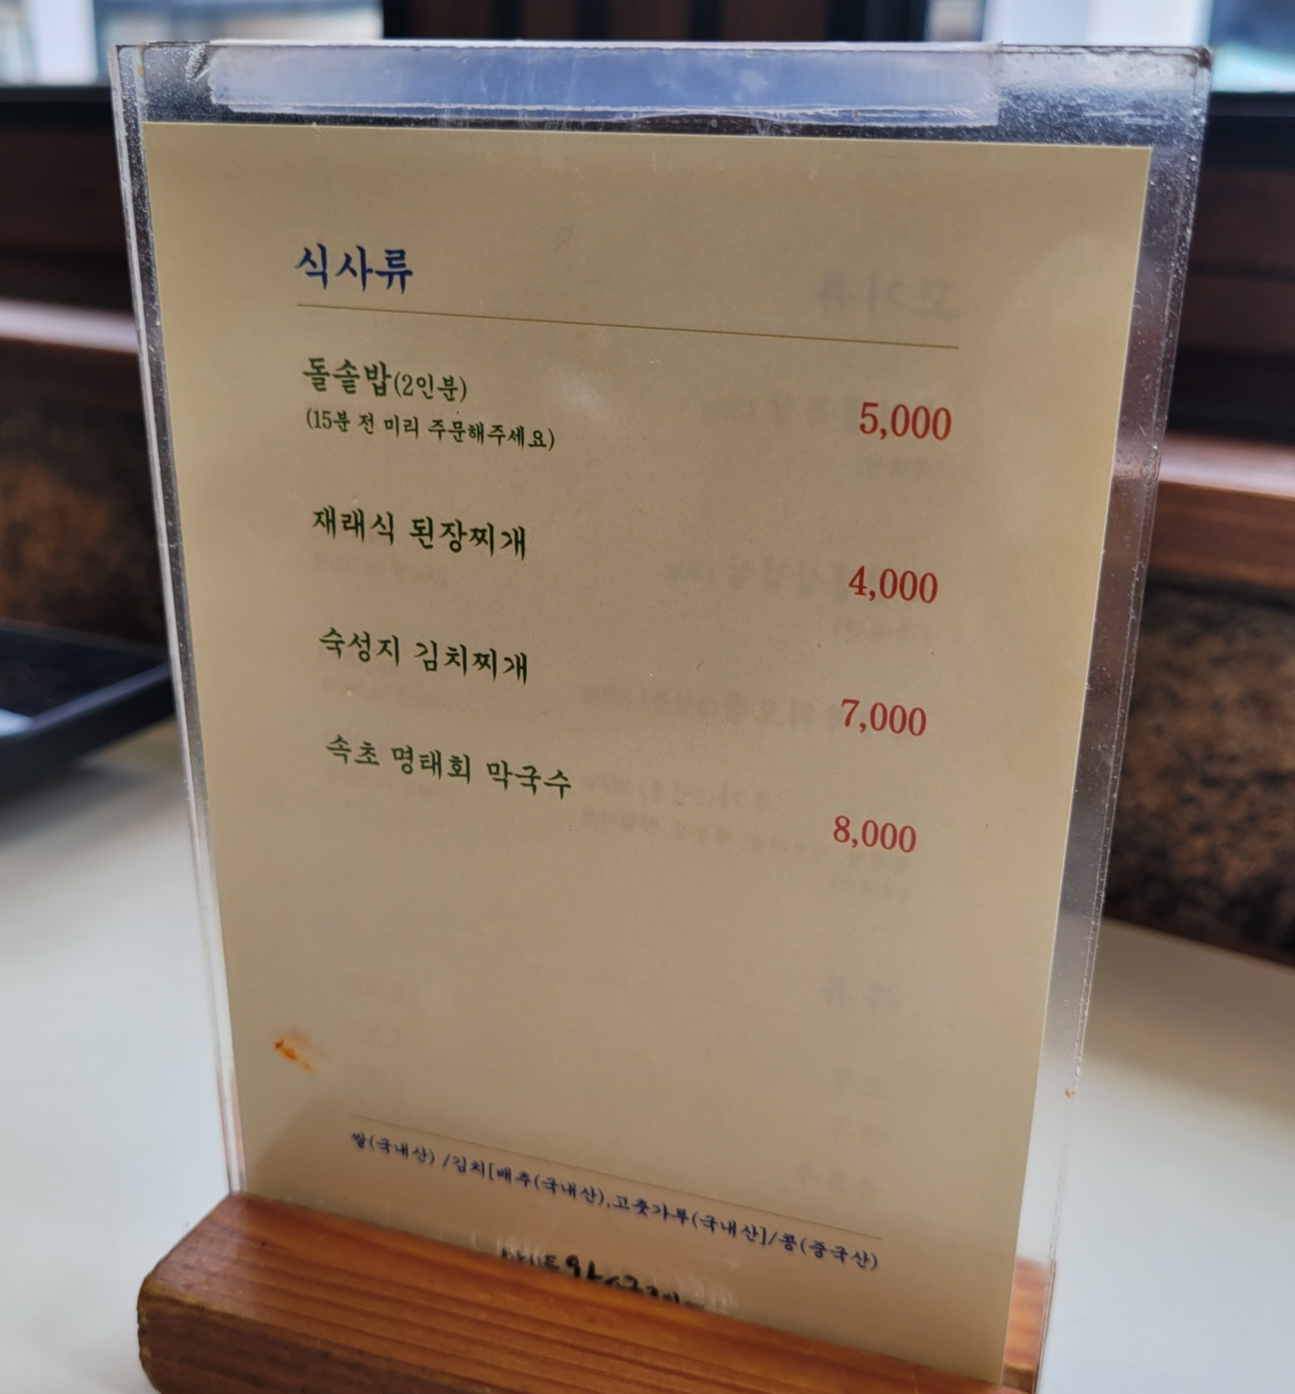 식사류
돌솥밥(2인분)
(15분 전 미리 주문해주세요)
5,000
재래식 된장찌개
4,000
숙성지 김치찌개
7,000
속초 명태회 막국수
8,000
쌀(국내산) /김치[배추(국내산),고춧가루(국내산]/콩(중국산)